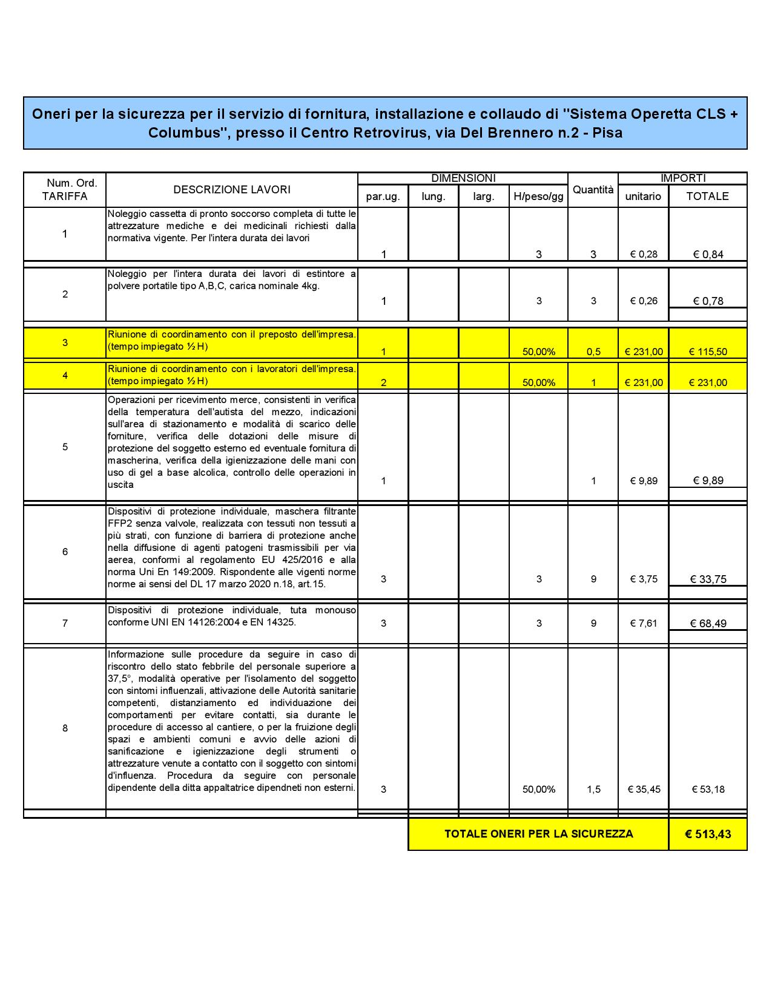 Oneri per la sicurezza per il servizio di fornitura, installazione e collaudo di "Sistema Operetta CLS +
Columbus", presso il Centro Retrovirus, via Del Brennero n.2 - Pisa
Num. Ord.
TARIFFA
DESCRIZIONE LAVORI
DIMENSIONI
Quantità
IMPORTI
par.ug. lung. larg. H/peso/gg unitario TOTALE
1
Noleggio cassetta di pronto soccorso completa di tutte le
attrezzature mediche e dei medicinali richiesti dalla
normativa vigente. Per l'intera durata dei lavori
1 3 3 € 0,28 € 0,84
2
Noleggio per l'intera durata dei lavori di estintore a
polvere portatile tipo A,B,C, carica nominale 4kg.
1 3 3 € 0,26 € 0,78
3
Riunione di coordinamento con il preposto dell'impresa.
(tempo impiegato ½ H)
1 50,00% 0,5 € 231,00 € 115,50
4
Riunione di coordinamento con i lavoratori dell'impresa.
(tempo impiegato ½ H)
2 50,00% 1 € 231,00 € 231,00
5
Operazioni per ricevimento merce, consistenti in verifica
della temperatura dell'autista del mezzo, indicazioni
sull'area di stazionamento e modalità di scarico delle
forniture, verifica delle dotazioni delle misure di
protezione del soggetto esterno ed eventuale fornitura di
mascherina, verifica della igienizzazione delle mani con
uso di gel a base alcolica, controllo delle operazioni in
uscita
1 1 € 9,89 € 9,89
6
Dispositivi di protezione individuale, maschera filtrante
FFP2 senza valvole, realizzata con tessuti non tessuti a
più strati, con funzione di barriera di protezione anche
nella diffusione di agenti patogeni trasmissibili per via
aerea, conformi al regolamento EU 425/2016 e alla
norma Uni En 149:2009. Rispondente alle vigenti norme
norme ai sensi del DL 17 marzo 2020 n.18, art.15.
3 3 9 € 3,75 € 33,75
7
Dispositivi di protezione individuale, tuta monouso
conforme UNI EN 14126:2004 e EN 14325.
3 3 9 € 7,61 € 68,49
8
Informazione sulle procedure da seguire in caso di
riscontro dello stato febbrile del personale superiore a
37,5°, modalità operative per l'isolamento del soggetto
con sintomi influenzali, attivazione delle Autorità sanitarie
competenti, distanziamento ed individuazione dei
comportamenti per evitare contatti, sia durante le
procedure di accesso al cantiere, o per la fruizione degli
spazi e ambienti comuni e avvio delle azioni di
sanificazione e igienizzazione degli strumenti o
attrezzature venute a contatto con il soggetto con sintomi
d'influenza. Procedura da seguire con personale
dipendente della ditta appaltatrice dipendneti non esterni.
3 50,00% 1,5 € 35,45 € 53,18
TOTALE ONERI PER LA SICUREZZA € 513,43